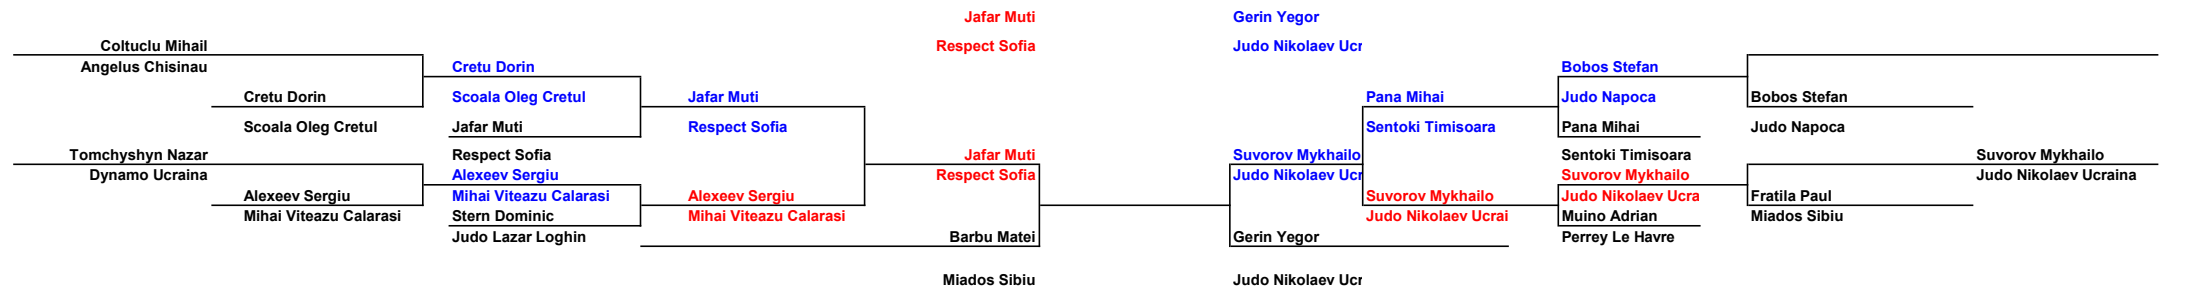 Jafar Muti
Gerin Yegor
Coltuclu Mihail
Respect Sofia
Judo Nikolaev Ucr
Angelus Chisinau
Cretu Dorin
Bobos Stefan
Cretu Dorin
Scoala Oleg Cretul
Jafar Muti
Pana Mihai
Judo Napoca
Bobos Stefan
Scoala Oleg Cretul
Jafar Muti
Respect Sofia
Sentoki Timisoara
Pana Mihai
Judo Napoca
Tomchyshyn Nazar
Respect Sofia
Jafar Muti
Suvorov Mykhailo
Sentoki Timisoara
Suvorov Mykhailo
Dynamo Ucraina
Alexeev Sergiu
Respect Sofia
Judo Nikolaev Ucr
Suvorov Mykhailo
Judo Nikolaev Ucraina
Alexeev Sergiu
Mihai Viteazu Calarasi
Alexeev Sergiu
Suvorov Mykhailo
Judo Nikolaev Ucra
Fratila Paul
Mihai Viteazu Calarasi
Stern Dominic
Mihai Viteazu Calarasi
Judo Nikolaev Ucrai
Muino Adrian
Miados Sibiu
Judo Lazar Loghin
Barbu Matei
Gerin Yegor
Perrey Le Havre
Miados Sibiu
Judo Nikolaev Ucr